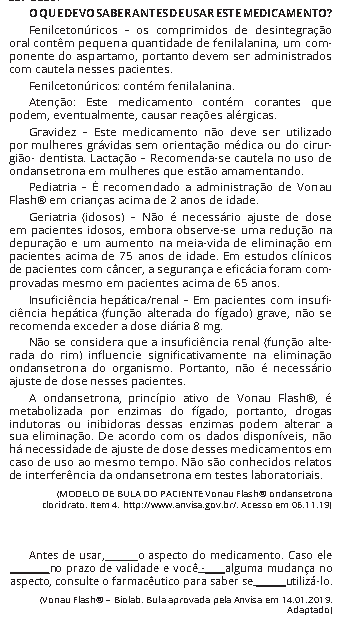 O QUE DEVO SABER ANTES DE USAR ESTE MEDICAMENTO?
Fenilcetonúricos – os comprimidos de desintegração
oral contêm pequena quantidade de fenilalanina, um com-
ponente do aspartamo, portanto devem ser administrados
com cautela nesses pacientes.
Fenilcetonúricos: contém fenilalanina.
Atenção: Este medicamento contém corantes que
podem, eventualmente, causar reações alérgicas.
Gravidez – Este medicamento não deve ser utilizado
por mulheres grávidas sem orientação médica ou do cirur-
gião- dentista. Lactação – Recomenda-se cautela no uso de
ondansetrona em mulheres que estão amamentando.
Pediatria – É recomendado a administração de Vonau
Flash® em crianças acima de 2 anos de idade.
Geriatria (idosos) – Não é necessário ajuste de dose
em pacientes idosos, embora observe-se uma redução na
depuração e um aumento na meia-vida de eliminação em
pacientes acima de 75 anos de idade. Em estudos clínicos
de pacientes com câncer, a segurança e eficácia foram com-
provadas mesmo em pacientes acima de 65 anos.
Insuficiência hepática/renal – Em pacientes com insufi-
ciência hepática (função alterada do fígado) grave, não se
recomenda exceder a dose diária 8 mg.
Não se considera que a insuficiência renal (função alte-
rada do rim) influencie significativamente na eliminação
ondansetrona do organismo. Portanto, não é necessário
ajuste de dose nesses pacientes.
A ondansetrona, princípio ativo de Vonau Flash®, é
metabolizada por enzimas do fígado, portanto, drogas
indutoras ou inibidoras dessas enzimas podem alterar a
sua eliminação. De acordo com os dados disponíveis, não
há necessidade de ajuste de dose desses medicamentos em
caso de uso ao mesmo tempo. Não são conhecidos relatos
de interferência da ondansetrona em testes laboratoriais.
(MODELO DE BULA DO PACIENTE Vonau Flash® ondansetrona
cloridrato. Item 4. http://www.anvisa.gov.br/. Acesso em 06.11.19)
Antes de usar,______o aspecto do medicamento. Caso ele
________no prazo de validade e você -____alguma mudança no
aspecto, consulte o farmacêutico para saber se ______utilizá-lo.
(Vonau Flash® – Biolab. Bula aprovada pela Anvisa em 14.01.2019.
Adaptado)